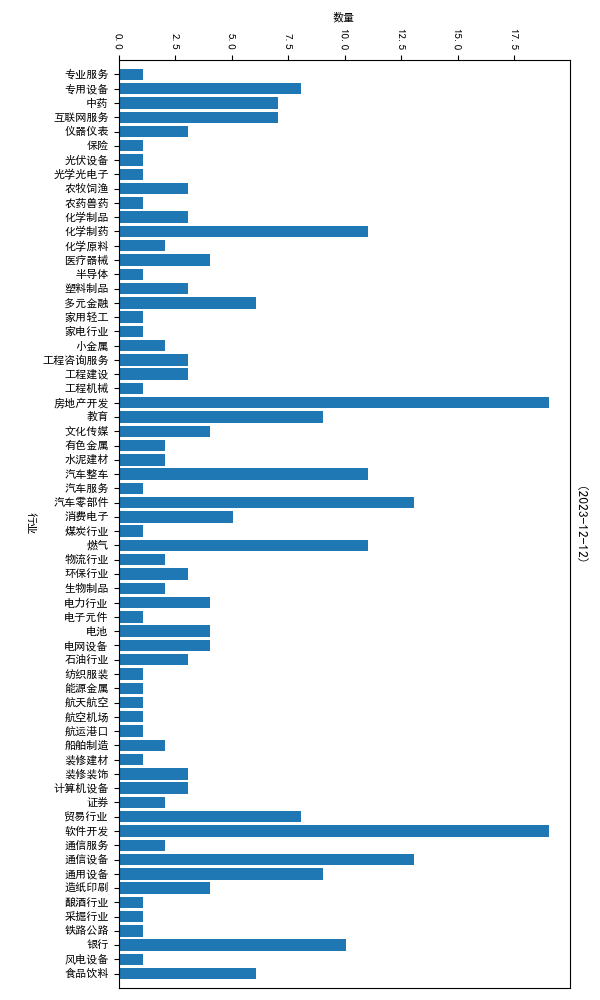 数量
0.0 2.5 5.0 7.5 10.0 12.5 15.0 17.5
专业服务
专用设备
中药
互联网服务
仪器仪表
保险
光伏设备
光学光电子
农牧饲渔
农药兽药
化学制品
化学制药
化学原料
医疗器械
半导体
塑料制品
多元金融
家用轻工
家电行业
小金属
工程咨询服务
工程建设
工程机械
房地产开发
教育
文化传媒
有色金属
水泥建材
汽车整车
汽车服务
汽车零部件
消费电子
煤炭行业
燃气
物流行业
环保行业
生物制品
电力行业
电子元件
电池
电网设备
石油行业
纺织服装
能源金属
航天航空
航空机场
航运港口
船舶制造
装修建材
装修装饰
计算机设备
证券
贸易行业
软件开发
通信服务
通信设备
通用设备
造纸印刷
酿酒行业
采掘行业
铁路公路
银行
风电设备
食品饮料
行业
(2023-12-12)